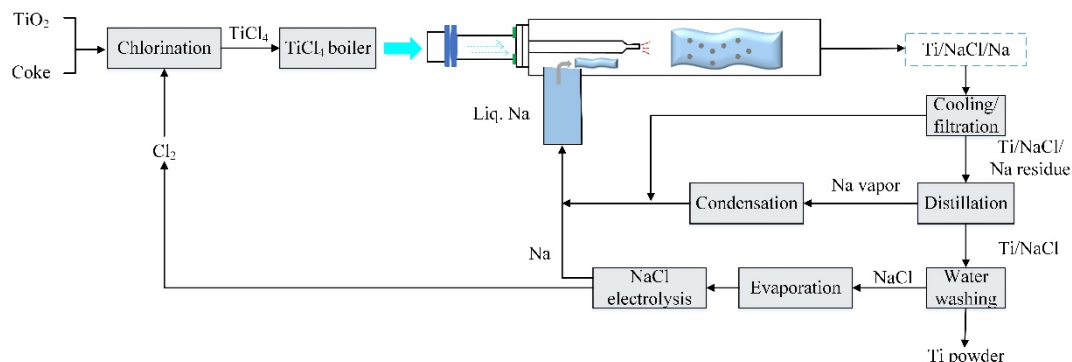 TiO₂
Coke
Chlorination
TiCl₄
TiCl₄ boiler
Liq. Na
Ti/NaCl/Na
Cooling/
filtration
Ti/NaCl/
Na residue
Distillation
Na vapor
Condensation
Ti/NaCl
Water
washing
NaCl
Evaporation
NaCl
electrolysis
Na
Cl₂
Ti powder